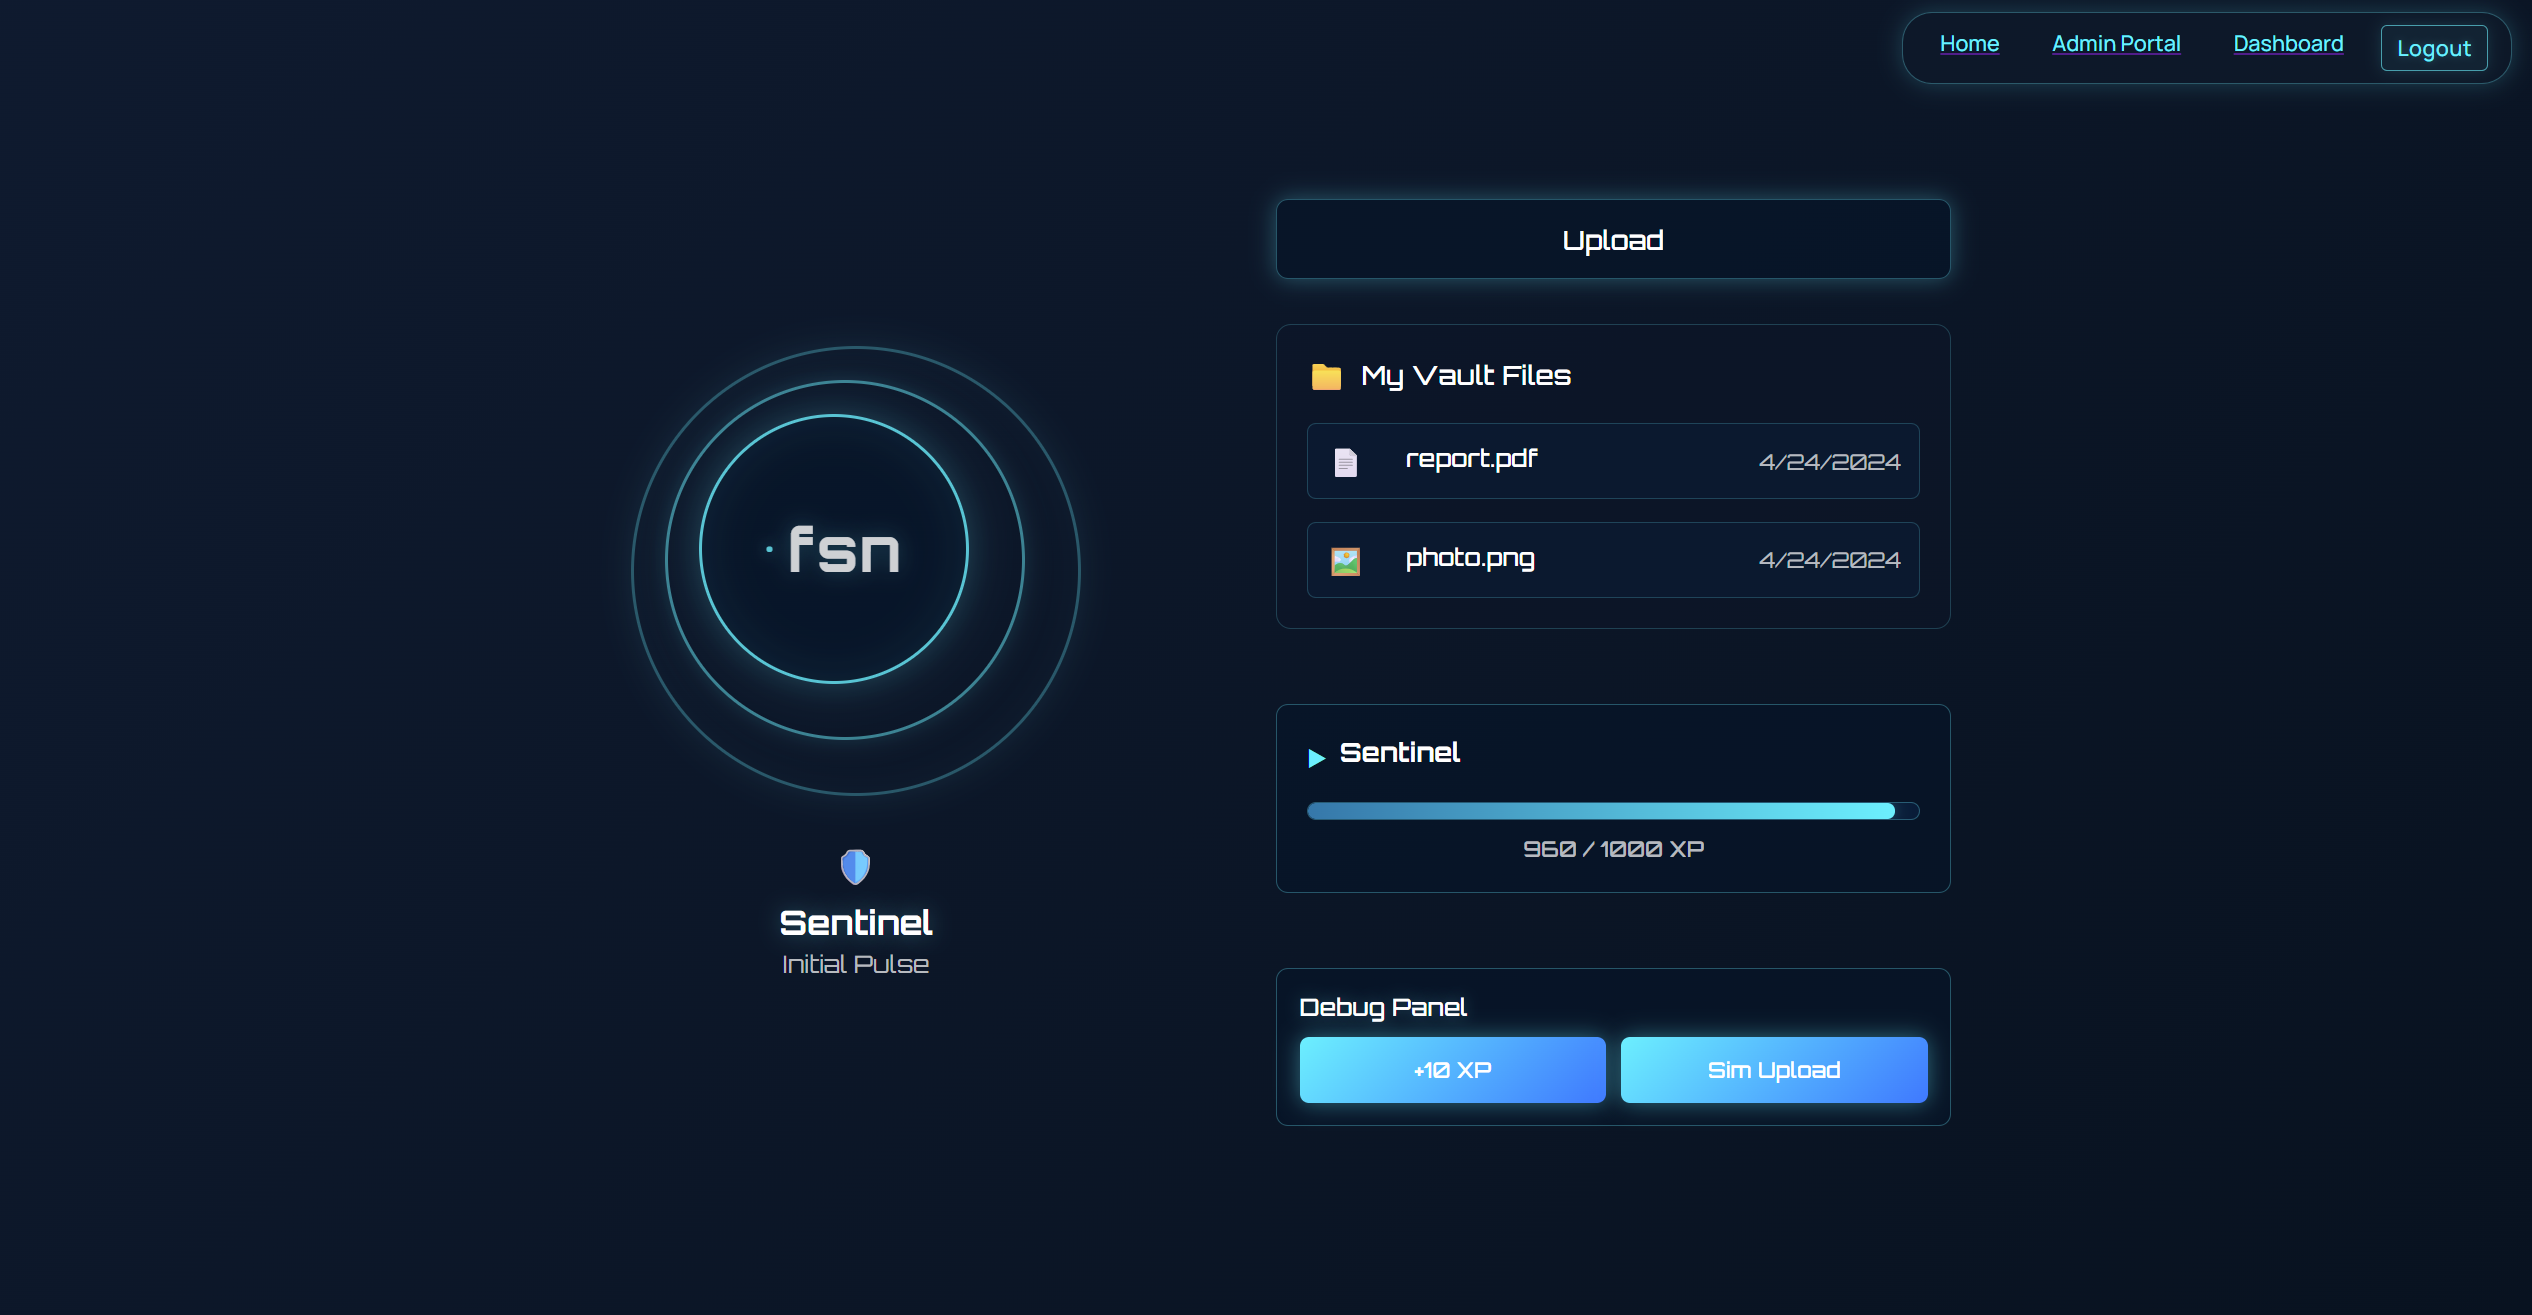 Home
Admin Portal
Dashboard
Logout
Upload
My Vault Files
report.pdf
4/24/2024
photo.png
4/24/2024
fsn
Sentinel
Initial Pulse
Sentinel
960 / 1000 XP
Debug Panel
+10 XP
Sim Upload